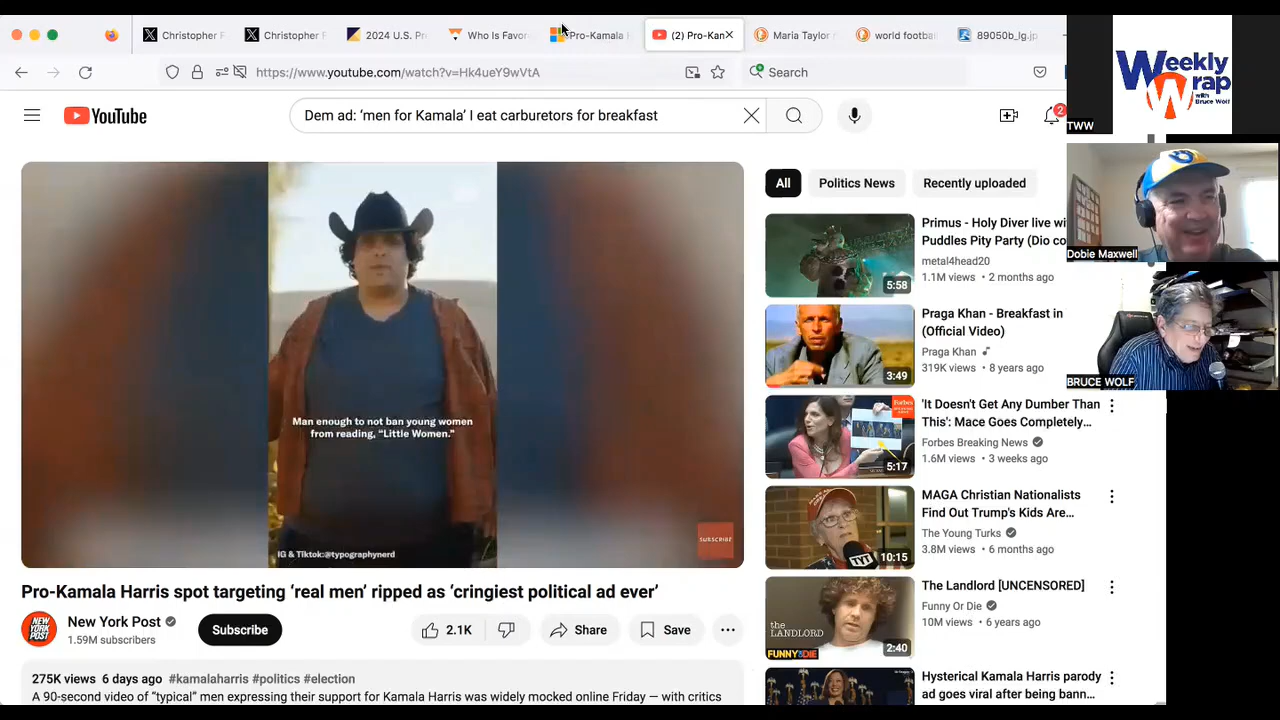 Christopher F
Christopher F
2024 U.S. Pr
Who Is Favor
Pro-Kamala H
(2) Pro-Kan
Maria Taylor
world footba
89050b_lg.jp
https://www.youtube.com/watch?v=Hk4ueY9wVtA
Search
YouTube
Dem ad: ‘men for Kamala’ I eat carburetors for breakfast
2
Weekly
Wrap
with
Bruce Wolf
TWW
Dobie Maxwell
BRUCE WOLF
Man enough to not ban young women
from reading, “Little Women.”
SUBSCRIBE
IG & Tiktok:@typographynerd
Pro-Kamala Harris spot targeting ‘real men’ ripped as ‘cringiest political ad ever’
NEW
YORK
POST
New York Post
1.59M subscribers
Subscribe
2.1K
Share
Save
275K views 6 days ago #kamalaharris #politics #election
A 90-second video of “typical” men expressing their support for Kamala Harris was widely mocked online Friday — with critics
All
Politics News
Recently uploaded
5:58
Primus - Holy Diver live wi
Puddles Pity Party (Dio co
metal4head20
1.1M views • 2 months ago
3:49
Praga Khan - Breakfast in
(Official Video)
Praga Khan
319K views • 8 years ago
Forbes
5:17
'It Doesn't Get Any Dumber Than
This': Mace Goes Completely...
Forbes Breaking News
1.6M views • 3 weeks ago
TYT
10:15
MAGA Christian Nationalists
Find Out Trump's Kids Are...
The Young Turks
3.8M views • 6 months ago
THE
LANDLORD
FUNNY DIE
2:40
The Landlord [UNCENSORED]
Funny Or Die
10M views • 6 years ago
Hysterical Kamala Harris parody
ad goes viral after being bann...